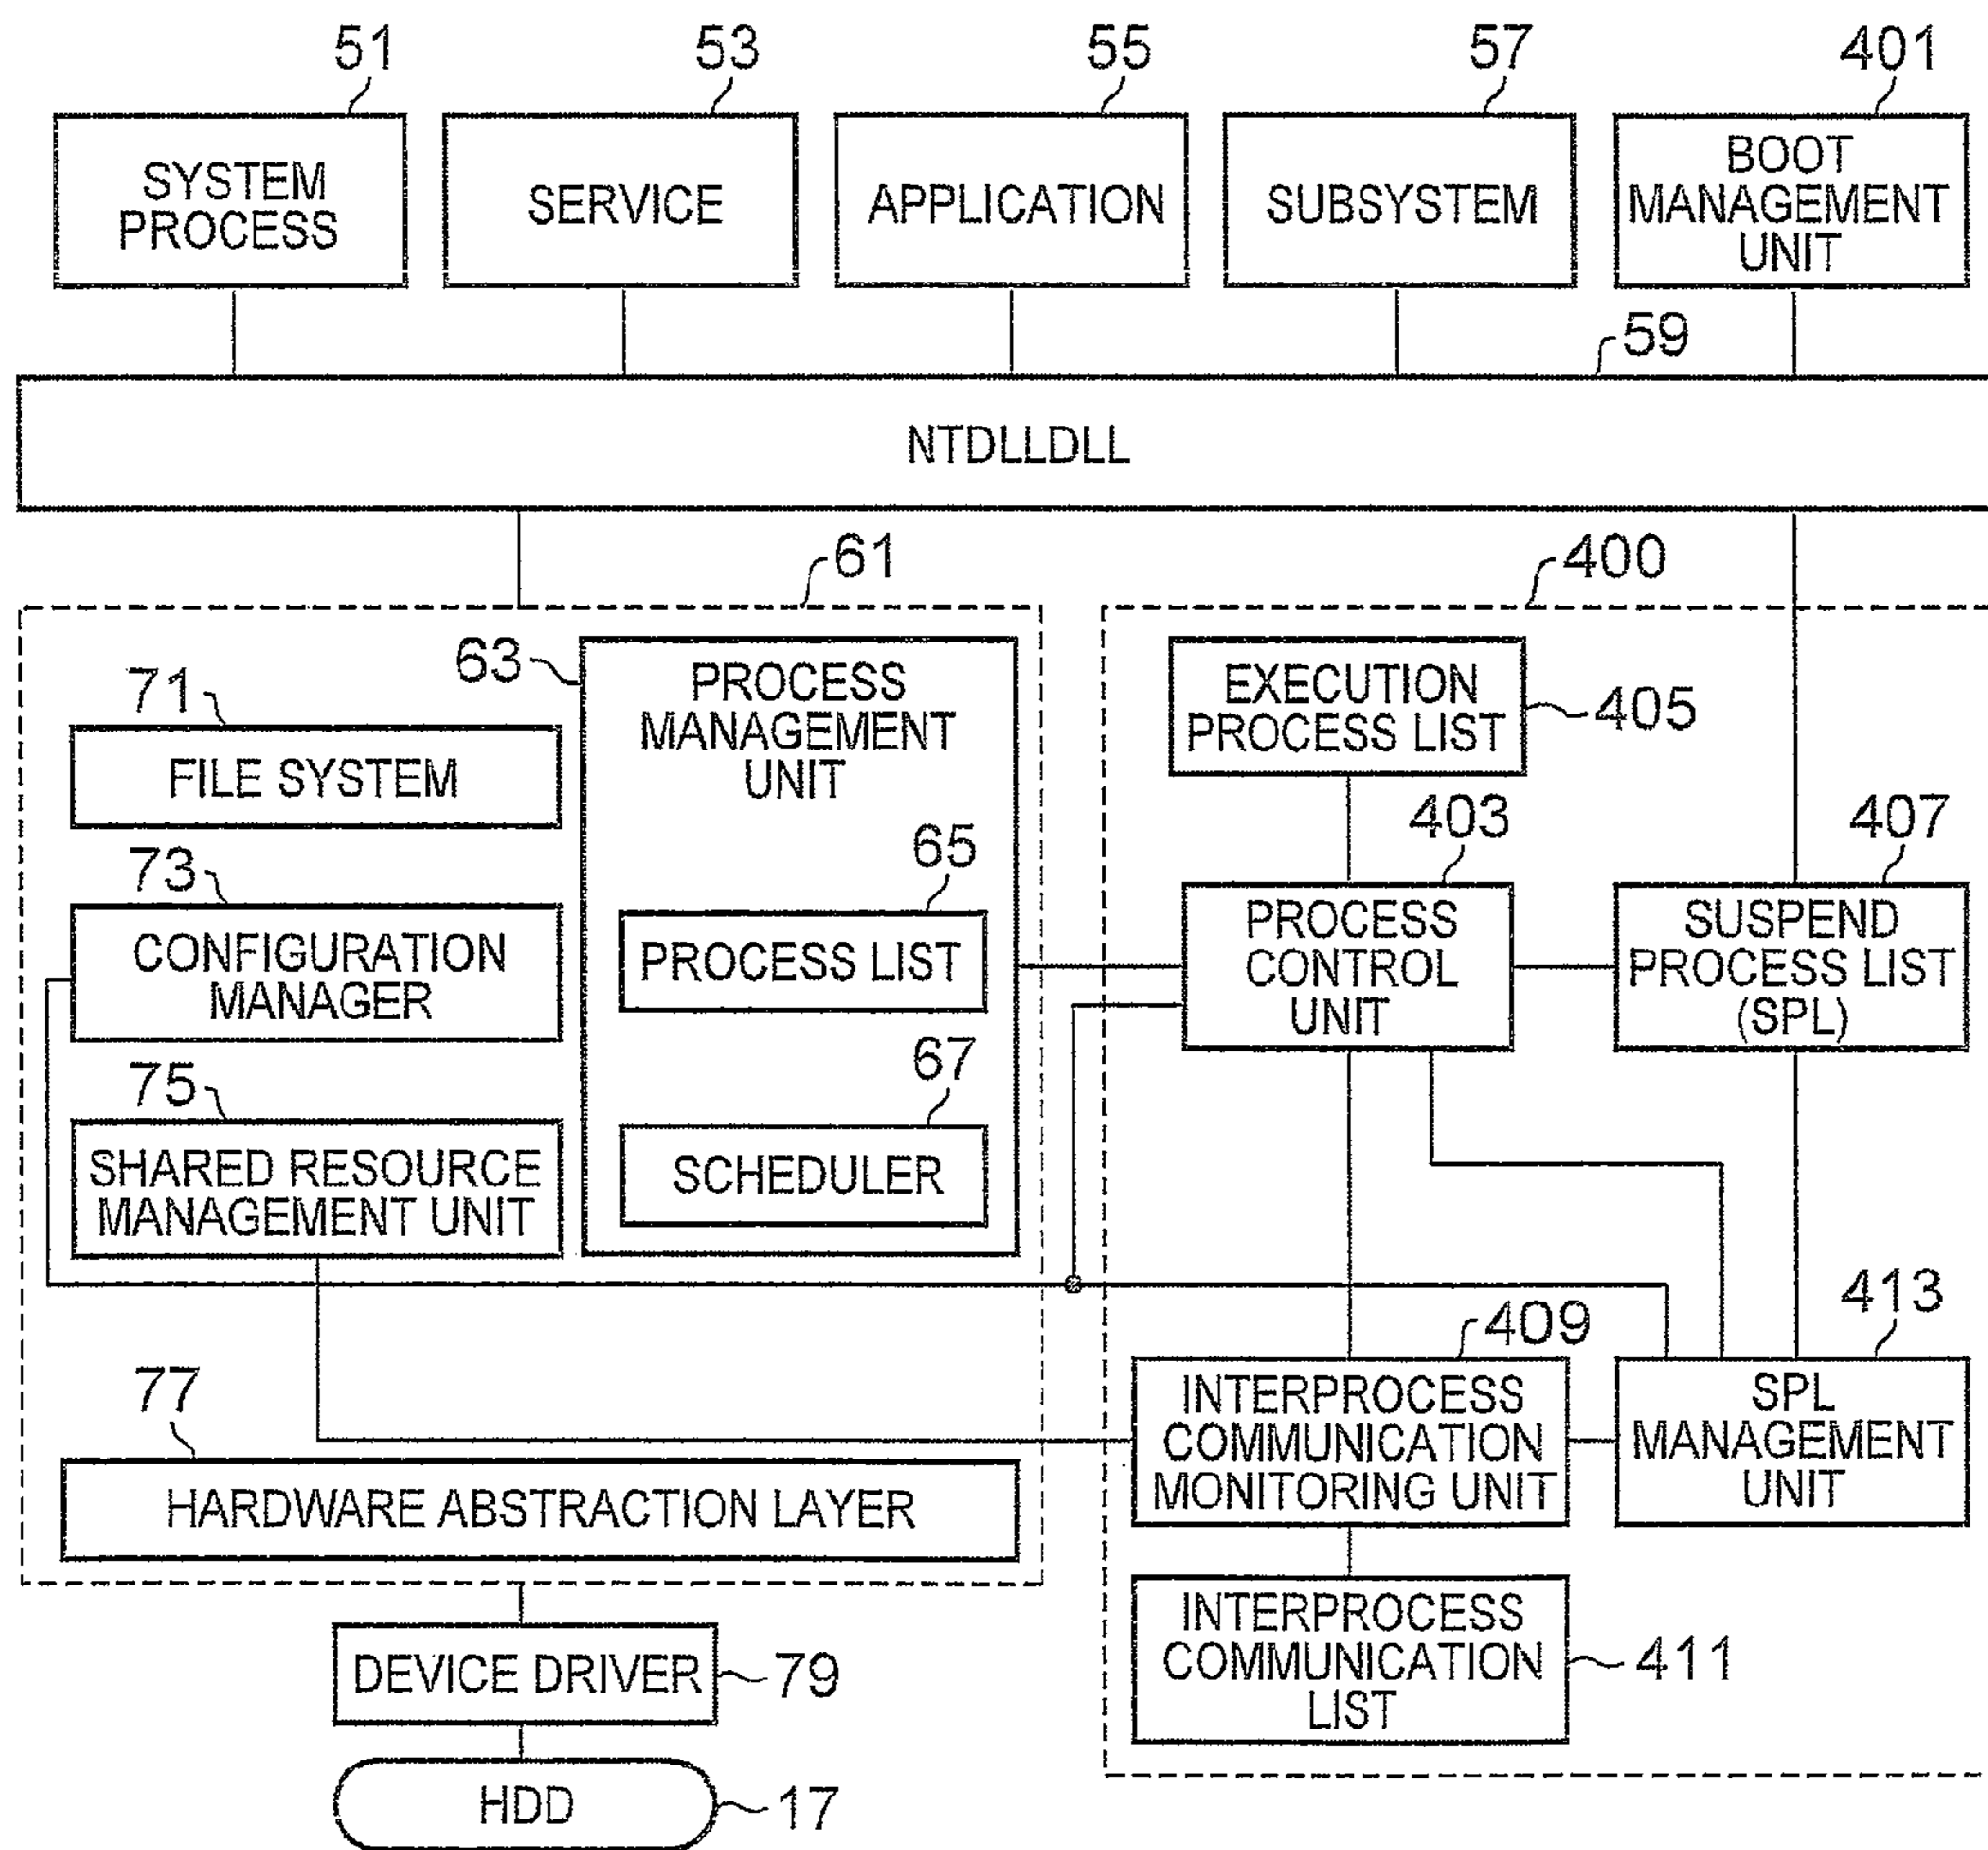 51
53
55
57
401
SYSTEM
PROCESS
SERVICE
APPLICATION
SUBSYSTEM
BOOT
MANAGEMENT
UNIT
59
NTDLLDLL
61
400
71
FILE SYSTEM
73
CONFIGURATION
MANAGER
75
SHARED RESOURCE
MANAGEMENT UNIT
63
PROCESS
MANAGEMENT
UNIT
65
PROCESS LIST
67
SCHEDULER
77
HARDWARE ABSTRACTION LAYER
EXECUTION
PROCESS LIST
405
403
PROCESS
CONTROL
UNIT
407
SUSPEND
PROCESS LIST
(SPL)
409
INTERPROCESS
COMMUNICATION
MONITORING UNIT
413
SPL
MANAGEMENT
UNIT
INTERPROCESS
COMMUNICATION
LIST
411
DEVICE DRIVER
79
HDD
17